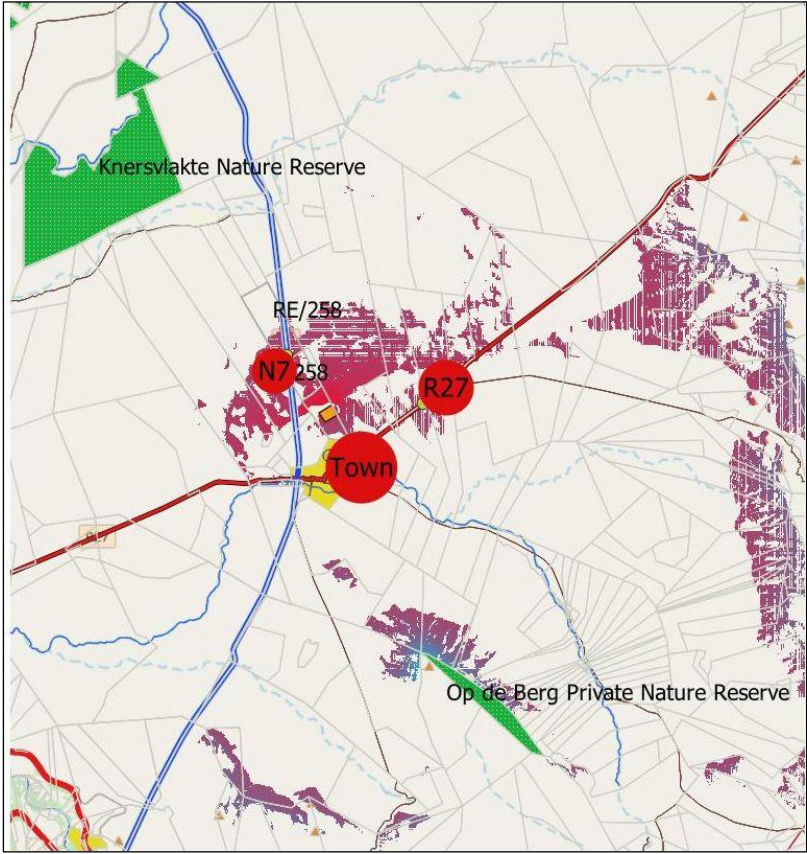 Knersvlakte Nature Reserve
RE/258
N7
258
R27
Town
Op de Berg Private Nature Reserve